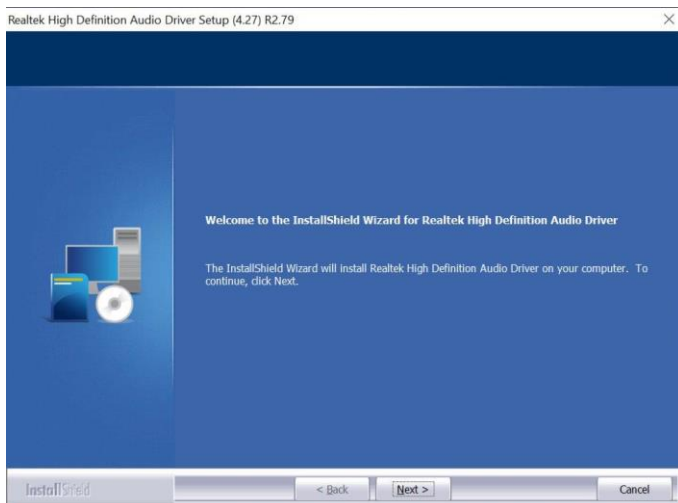 Realtek High Definition Audio Driver Setup (4.27) R2.79
Welcome to the InstallShield Wizard for Realtek High Definition Audio Driver
The InstallShield Wizard will install Realtek High Definition Audio Driver on your computer. To
continue, click Next.
InstallShield
< Back
Next >
Cancel